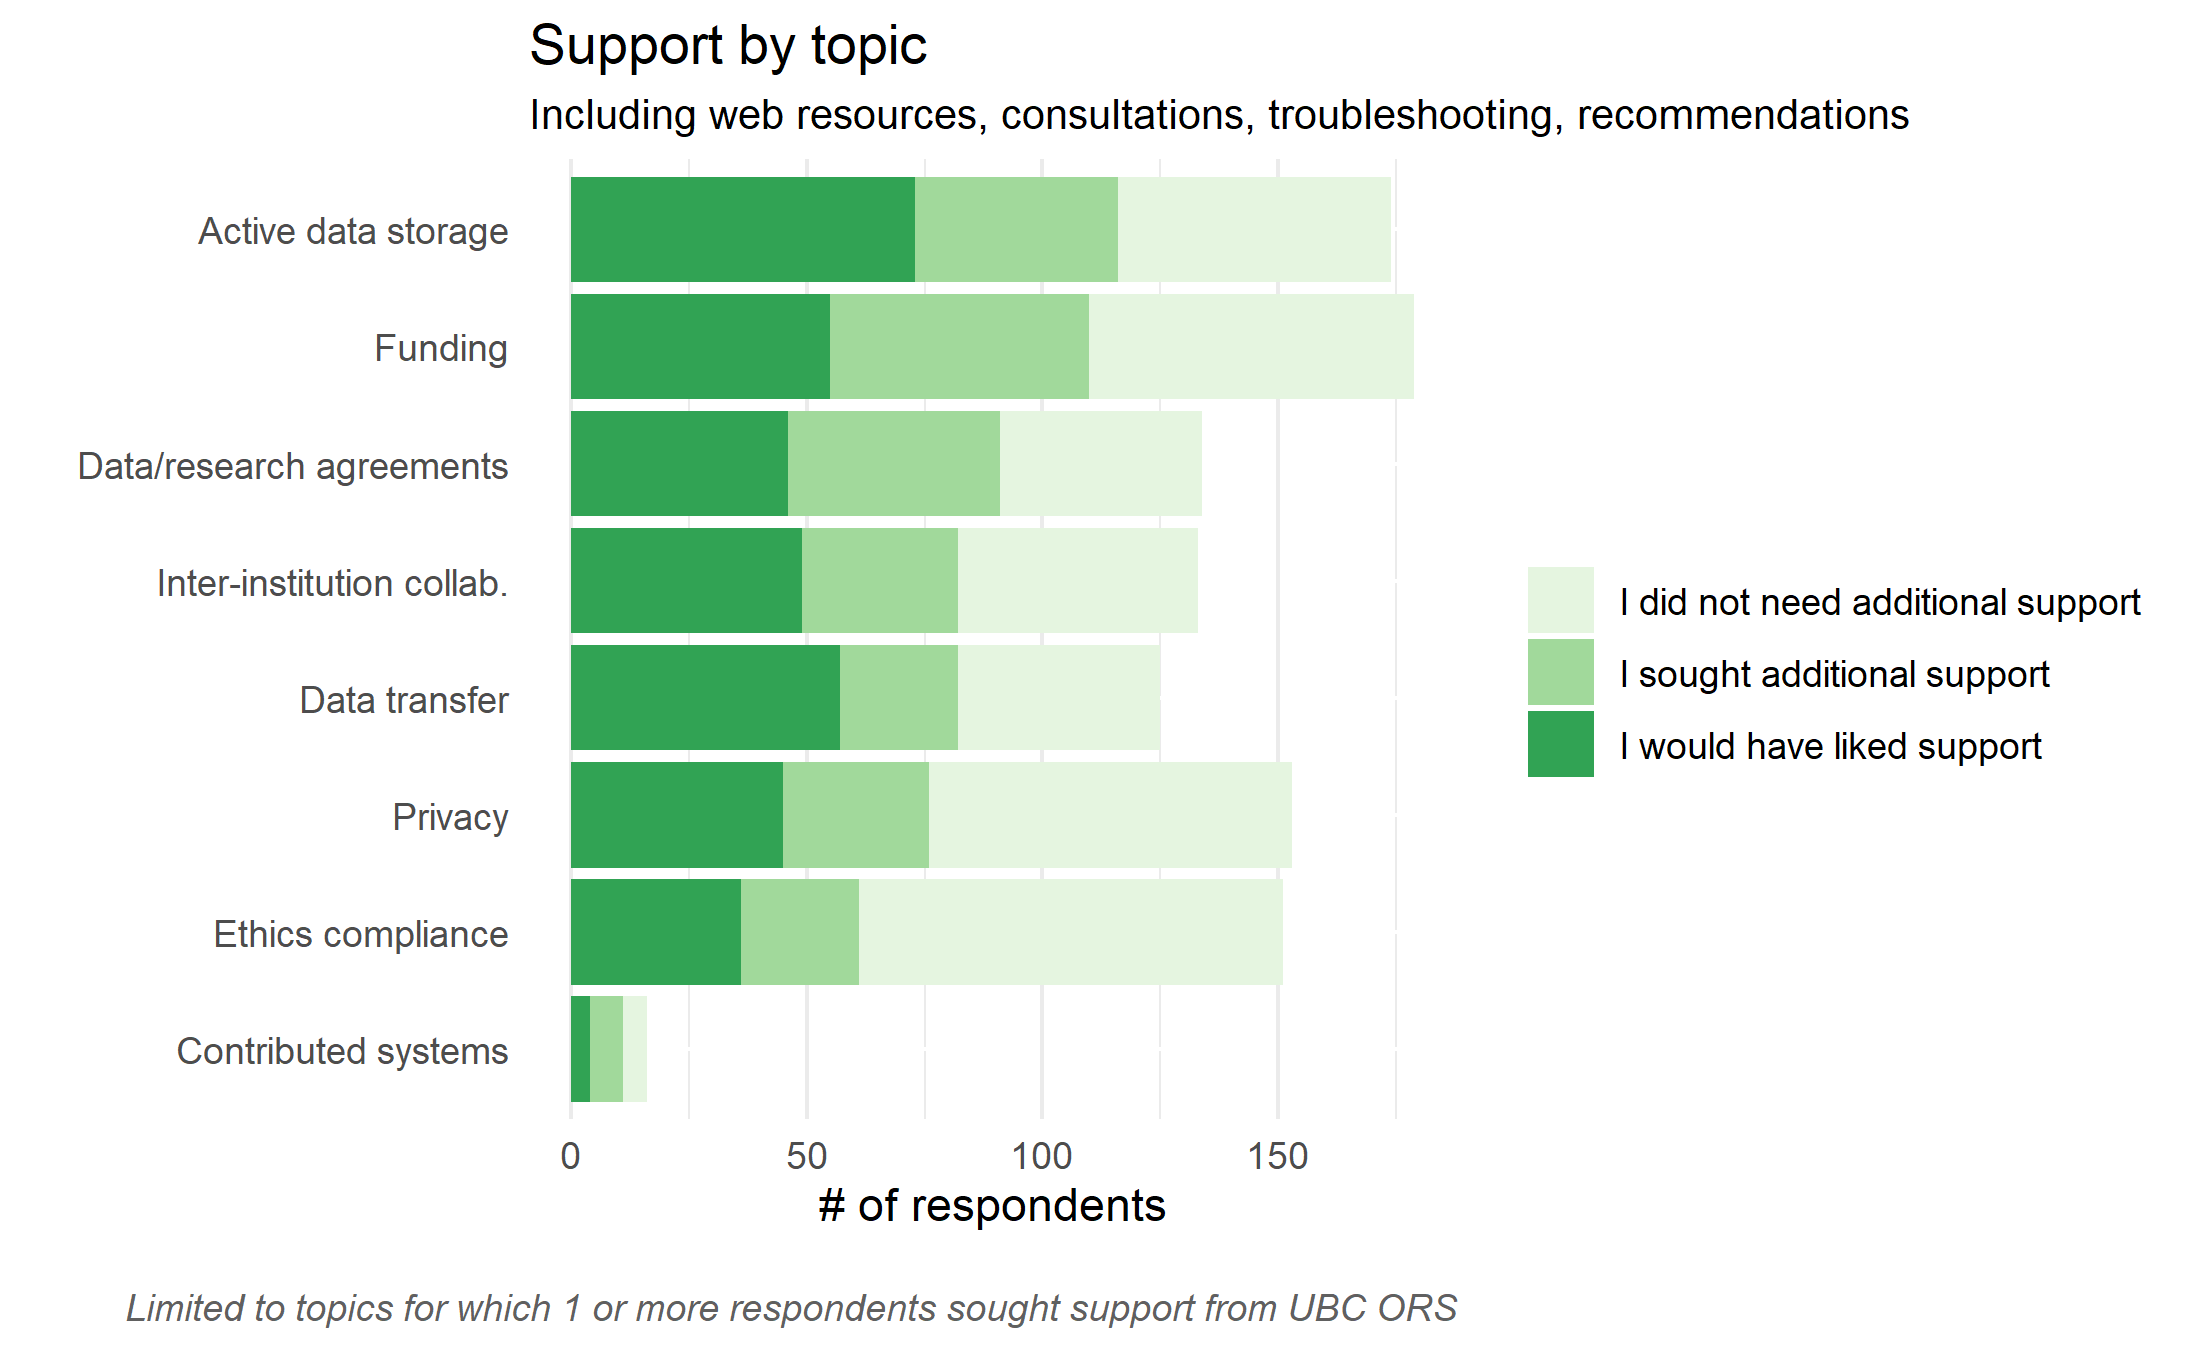 Support by topic
Including web resources, consultations, troubleshooting, recommendations
Active data storage
Funding
Data/research agreements
Inter-institution collab.
Data transfer
Privacy
Ethics compliance
Contributed systems
0 50 100 150
# of respondents
I did not need additional support
I sought additional support
I would have liked support
Limited to topics for which 1 or more respondents sought support from UBC ORS